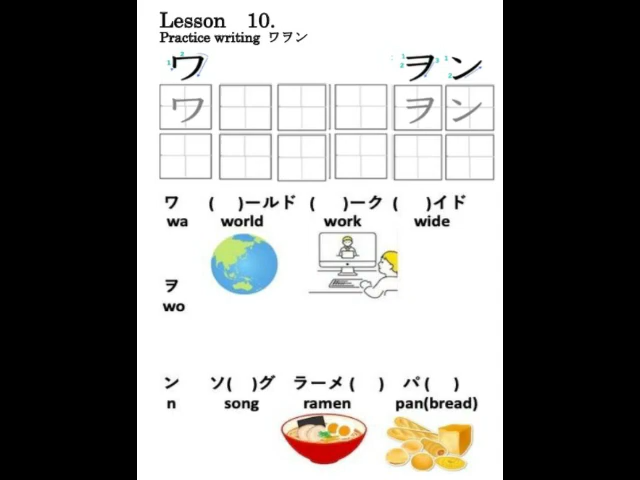 Lesson 10.
Practice writing ワヲン
ワ ヲ ン
ワ ヲ ン
ワ ( )ールド ( )ーク ( )イド
wa world work wide
ヲ
wo
ン ソ( )グ ラーメ( ) パ( )
n song ramen pan(bread)